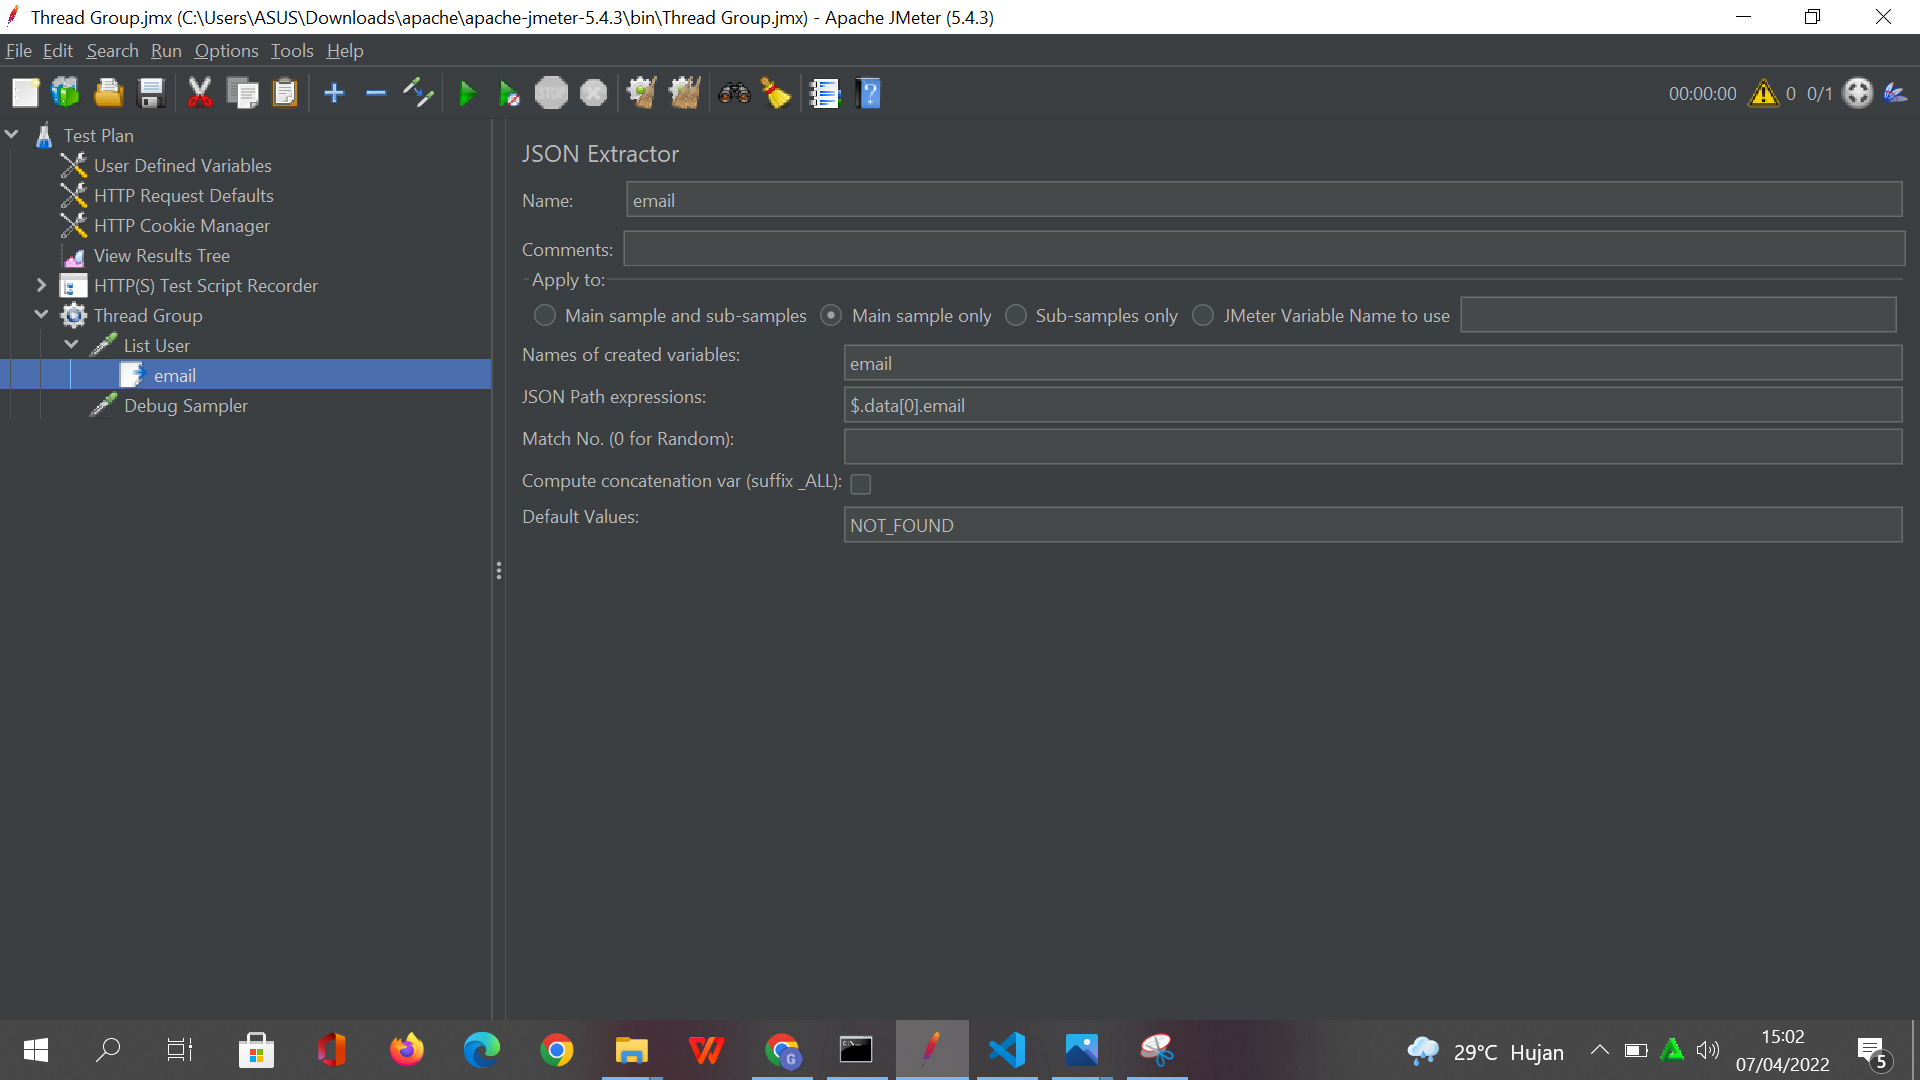 Thread Group.jmx (C:\Users\ASUS\Downloads\apache\apache-jmeter-5.4.3\bin\Thread Group.jmx) - Apache JMeter (5.4.3)
File Edit Search Run Options Tools Help
STOP
00:00:00 0 0/1
Test Plan
User Defined Variables
HTTP Request Defaults
HTTP Cookie Manager
View Results Tree
HTTP(S) Test Script Recorder
Thread Group
List User
email
Debug Sampler
JSON Extractor
Name: email
Comments:
Apply to:
Main sample and sub-samples Main sample only Sub-samples only JMeter Variable Name to use
Names of created variables: email
JSON Path expressions: $.data[0].email
Match No. (0 for Random):
Compute concatenation var (suffix _ALL):
Default Values: NOT_FOUND
G
29°C Hujan
15:02
07/04/2022
5